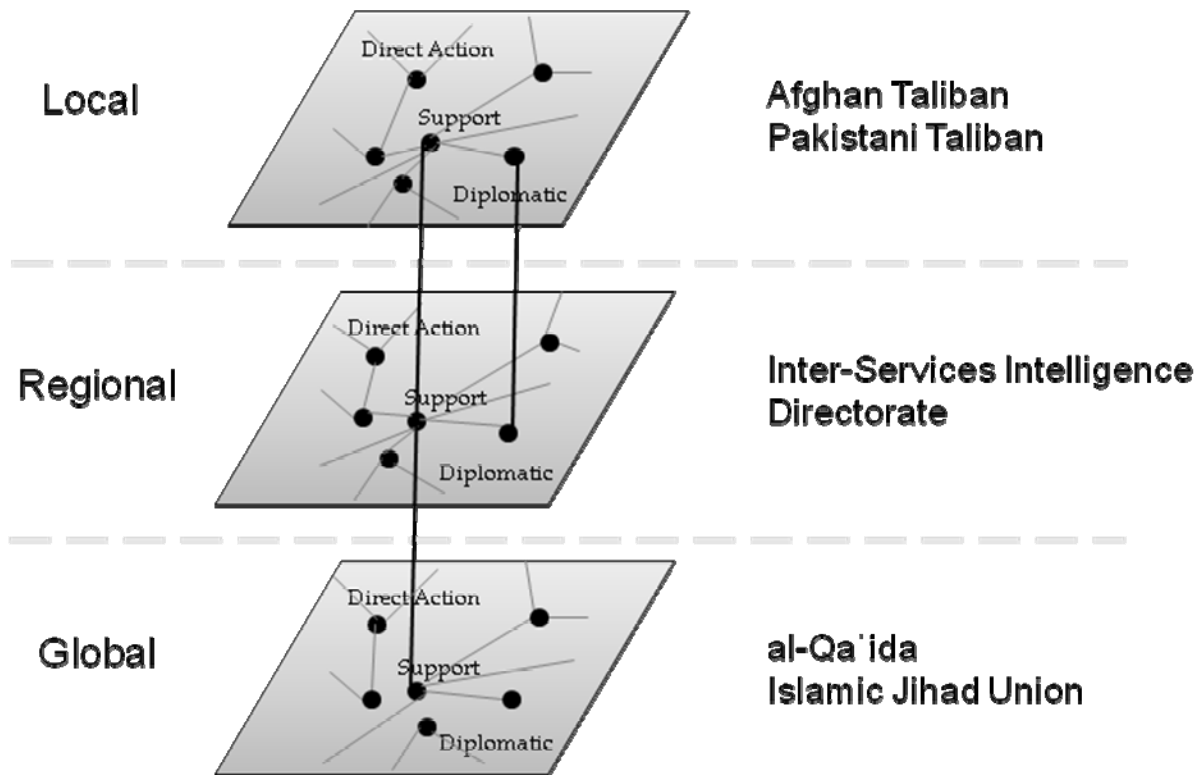 Local
Direct Action
Support
Diplomatic
Afghan Taliban
Pakistani Taliban
Regional
Direct Action
Support
Diplomatic
Inter-Services Intelligence
Directorate
Global
Direct Action
Support
Diplomatic
al-Qa`ida
Islamic Jihad Union